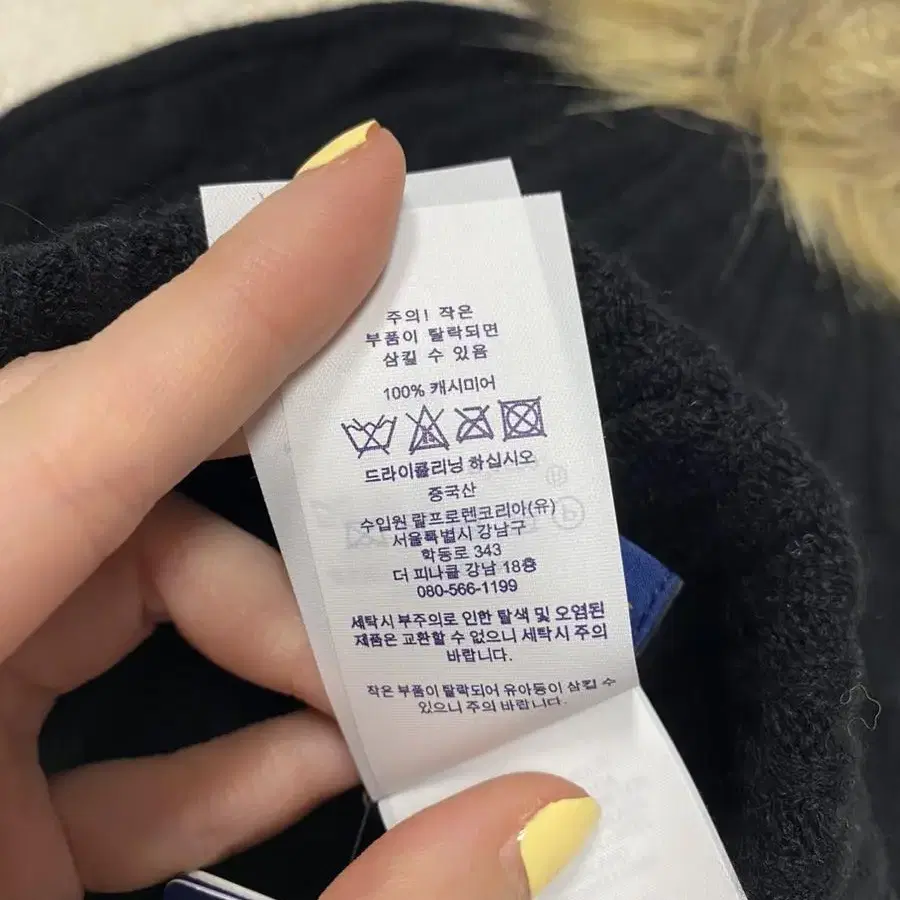 주의! 작은
부품이 탈락되면
삼킬 수 있음
100% 캐시미어
드라이클리닝 하십시오
중국산
수입원 랄프로렌코리아(유)
서울특별시 강남구
학동로 343
더 피나클 강남 18층
080-566-1199
세탁시 부주의로 인한 탈색 및 오염된
제품은 교환할 수 없으니 세탁시 주의
바랍니다.
작은 부품이 탈락되어 유아등이 삼킬 수
있으니 주의 바랍니다.